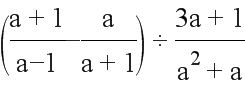 (a + 1 / a−1 − a / a + 1) ÷ 3a + 1 / a² + a